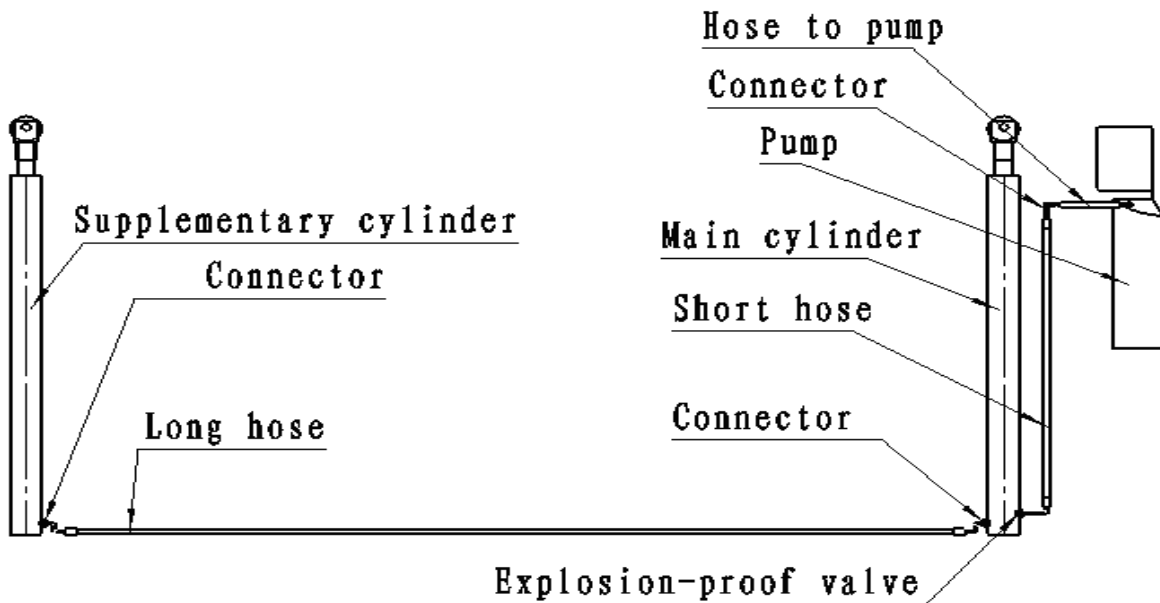 Hose to pump
Connector
Pump
Supplementary cylinder
Main cylinder
Connector
Short hose
Long hose
Connector
Explosion-proof valve